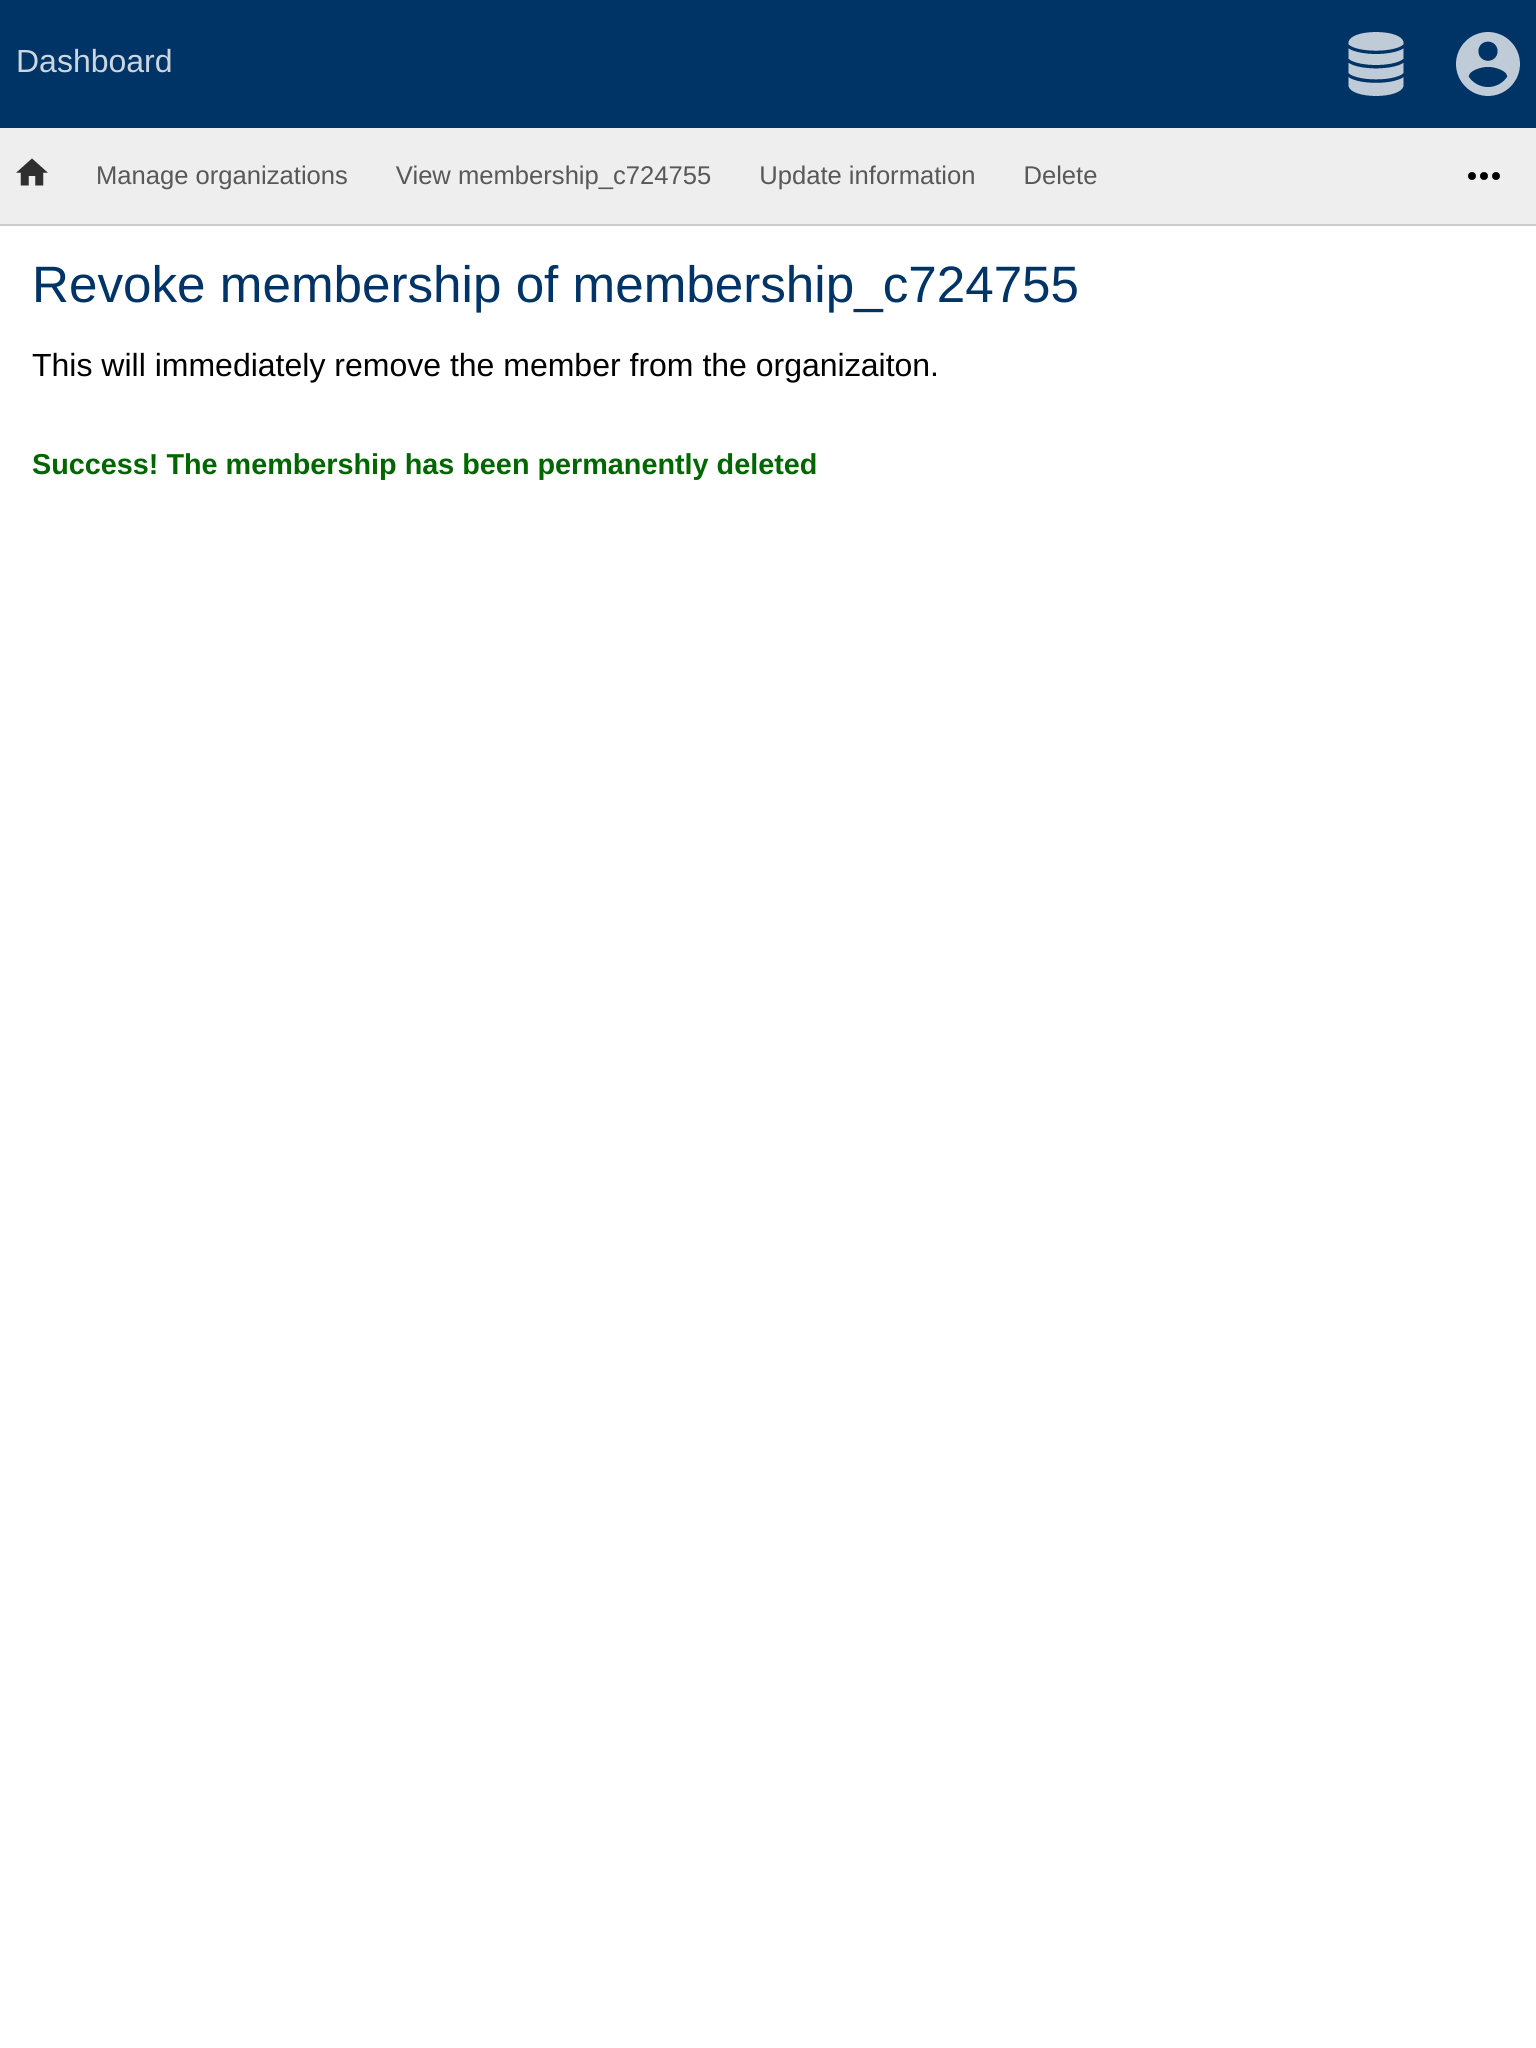 Dashboard
Manage organizations View membership_c724755 Update information Delete
Revoke membership of membership_c724755
This will immediately remove the member from the organizaiton.
Success! The membership has been permanently deleted